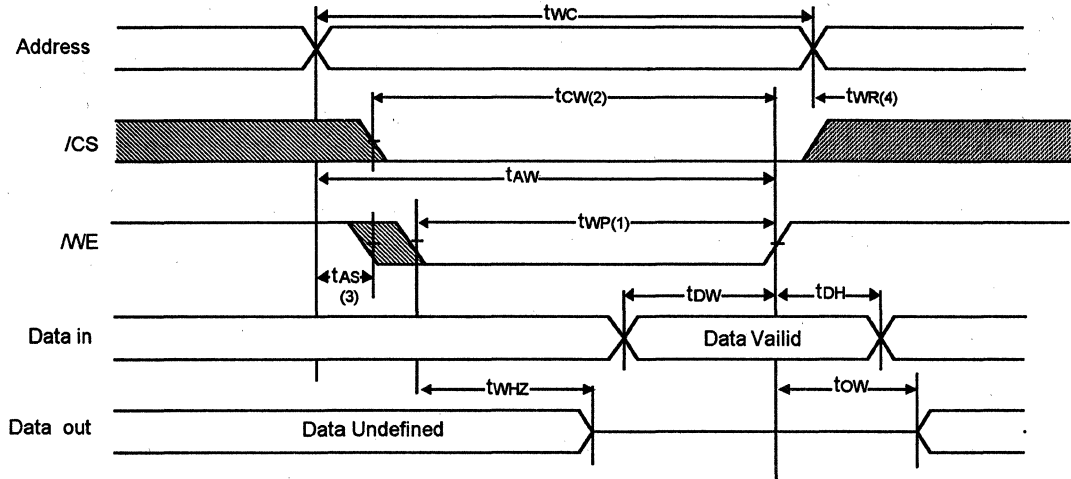 tWC
Address
tCW(2)
tWR(4)
/CS
tAW
/WE
tWP(1)
tAS
(3)
tDW
tDH
Data in
Data Vailid
tWHZ
tOW
Data out
Data Undefined